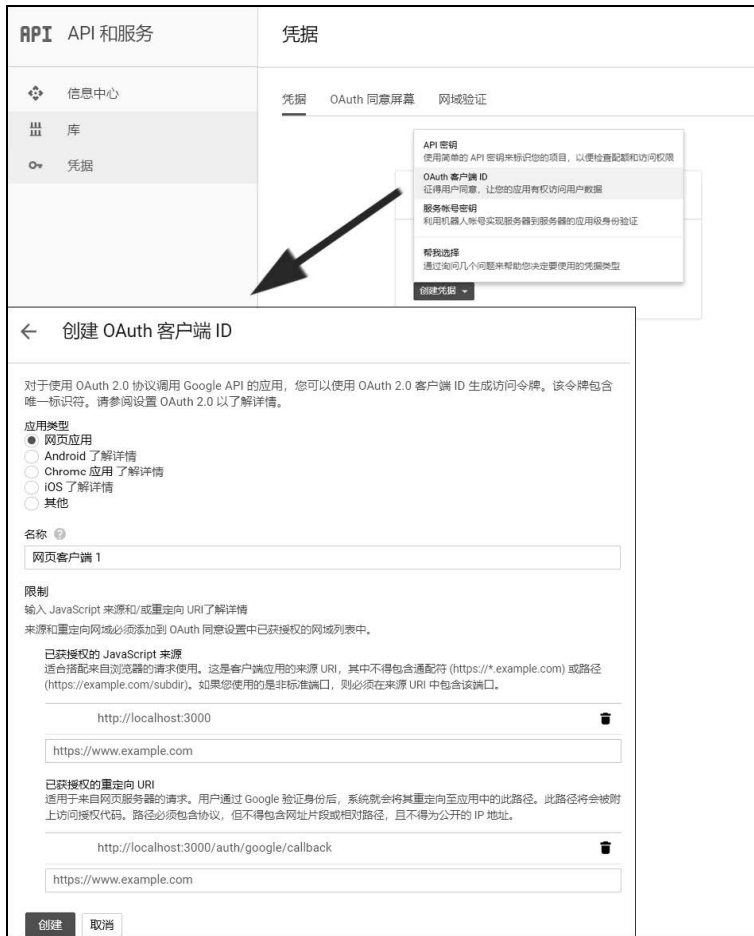 API API 和服务
凭据
信息中心
库
凭据
凭据 OAuth 同意屏幕 网域验证
API 密钥
使用简单的 API 密钥来标识您的项目，以便检查配额和访问权限
OAuth 客户端 ID
征得用户同意，让您的应用有权访问用户数据
服务帐号密钥
利用机器人帐号实现服务器到服务器的应用级身份验证
帮我选择
通过询问几个问题来帮助您决定要使用的凭据类型
创建凭据
创建 OAuth 客户端 ID
对于使用 OAuth 2.0 协议调用 Google API 的应用，您可以使用 OAuth 2.0 客户端 ID 生成访问令牌。该令牌包含
唯一标识符。请参阅设置 OAuth 2.0 以了解详情。
应用类型
网页应用
Android 了解详情
Chrome 应用 了解详情
iOS 了解详情
其他
名称
网页客户端 1
限制
输入 JavaScript 来源和/或重定向 URI了解详情
来源和重定向网域必须添加到 OAuth 同意设置中已获授权的网域列表中。
已获授权的 JavaScript 来源
适合搭配来自浏览器的请求使用。这是客户端应用的来源 URI，其中不得包含通配符 (https://*.example.com) 或路径
(https://example.com/subdir)。如果您使用的是非标准端口，则必须在来源 URI 中包含该端口。
http://localhost:3000
https://www.example.com
已获授权的重定向 URI
适用于来自网页服务器的请求。用户通过 Google 验证身份后，系统就会将其重定向至应用中的此路径。此路径将会被附
上访问授权代码。路径必须包含协议，但不得包含网址片段或相对路径，且不得为公开的 IP 地址。
http://localhost:3000/auth/google/callback
https://www.example.com
创建 取消